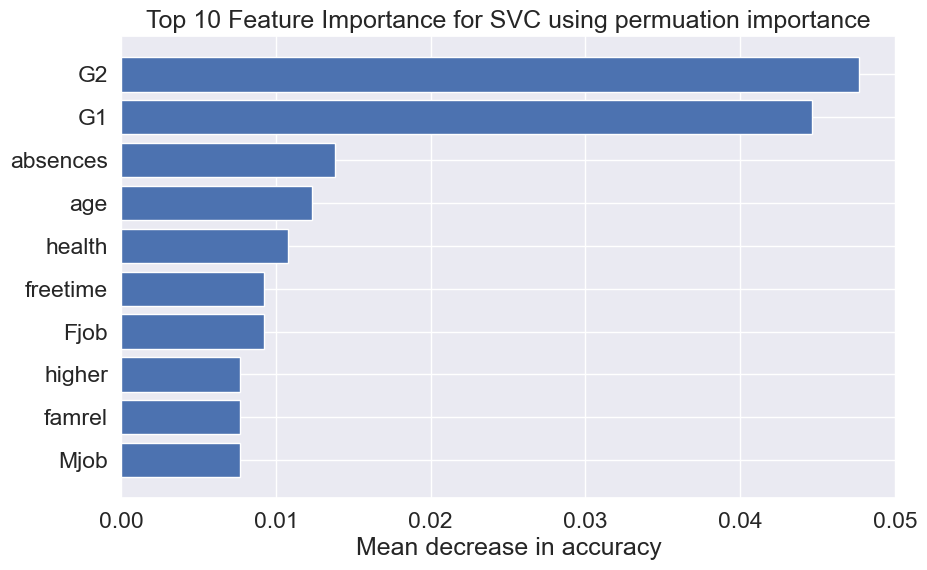 Top 10 Feature Importance for SVC using permuation importance
G2
G1
absences
age
health
freetime
Fjob
higher
famrel
Mjob
0.00 0.01 0.02 0.03 0.04 0.05
Mean decrease in accuracy